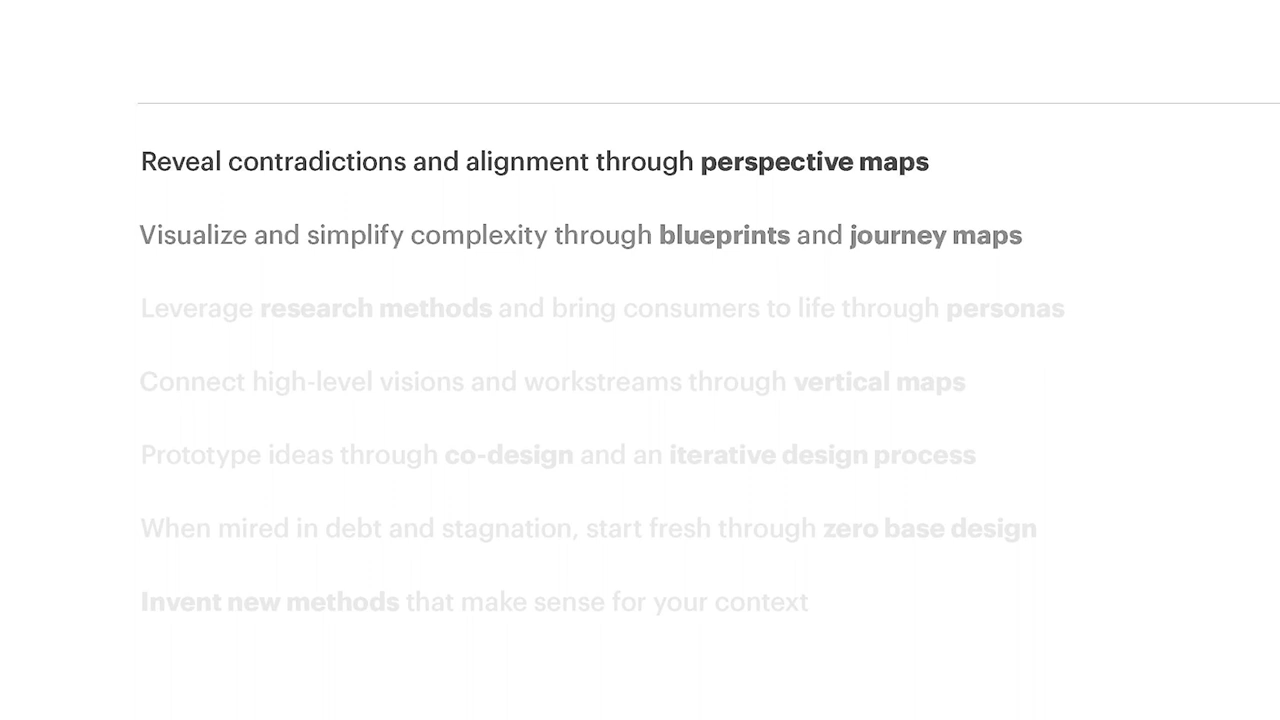 Reveal contradictions and alignment through perspective maps
Visualize and simplify complexity through blueprints and journey maps
Leverage research methods and bring consumers to life through personas
Connect high-level visions and workstreams through vertical maps
Prototype ideas through co-design and an iterative design process
When mired in debt and stagnation, start fresh through zero base design
Invent new methods that make sense for your context